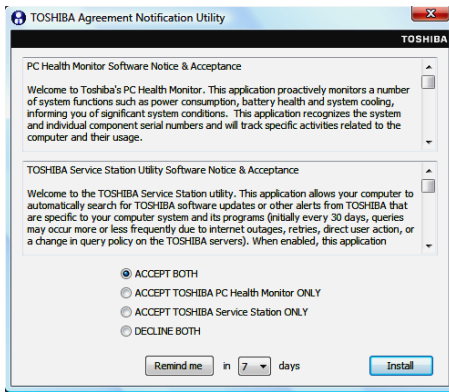 TOSHIBA Agreement Notification Utility
TOSHIBA
PC Health Monitor Software Notice & Acceptance
Welcome to Toshiba's PC Health Monitor. This application proactively monitors a number
of system functions such as power consumption, battery health and system cooling,
informing you of significant system conditions. This application recognizes the system
and individual component serial numbers and will track specific activities related to the
computer and their usage.
TOSHIBA Service Station Utility Software Notice & Acceptance
Welcome to the TOSHIBA Service Station utility. This application allows your computer to
automatically search for TOSHIBA software updates or other alerts from TOSHIBA that
are specific to your computer system and its programs (initially every 30 days, queries
may occur more or less frequently due to internet outages, retries, direct user action, or
a change in query policy on the TOSHIBA servers). When enabled, this application
ACCEPT BOTH
ACCEPT TOSHIBA PC Health Monitor ONLY
ACCEPT TOSHIBA Service Station ONLY
DECLINE BOTH
Remind me in 7 days Install